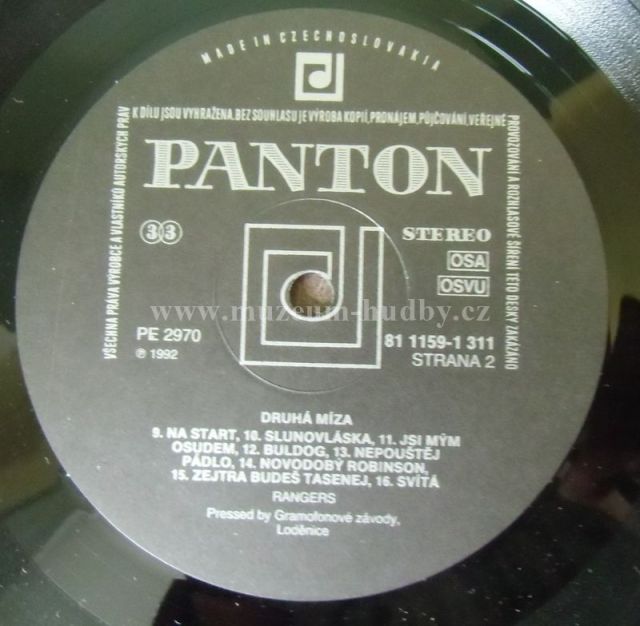 MADE IN CZECHOSLOVAKIA
VŠECHNA PRÁVA VÝROBCE A VLASTNÍKŮ AUTORSKÝCH PRÁV
K DÍLU JSOU VYHRAŽENA. BEZ SOUHLASU JE VÝROBA KOPIÍ, PRONÁJEM, PŮJČOVÁNÍ, VEŘEJNÉ
PROVOZOVÁNÍ A ROZHLASOVÉ ŠÍŘENÍ TÉTO DESKY ZAKÁZÁNO
PANTON
33
STEREO
OSA
OSVU
www.muzeum-hudby.cz
PE 2970
℗ 1992
81 1159-1 311
STRANA 2
DRUHÁ MÍZA
9. NA START, 10. SLUNOVLÁSKA, 11. JSI MÝM
OSUDEM, 12. BULDOG, 13. NEPOUŠTĚJ
PÁDLO, 14. NOVODOBÝ ROBINSON,
15. ZEJTRA BUDEŠ TASENEJ, 16. SVÍTÁ
RANGERS
Pressed by Gramofonové závody,
Loděnice